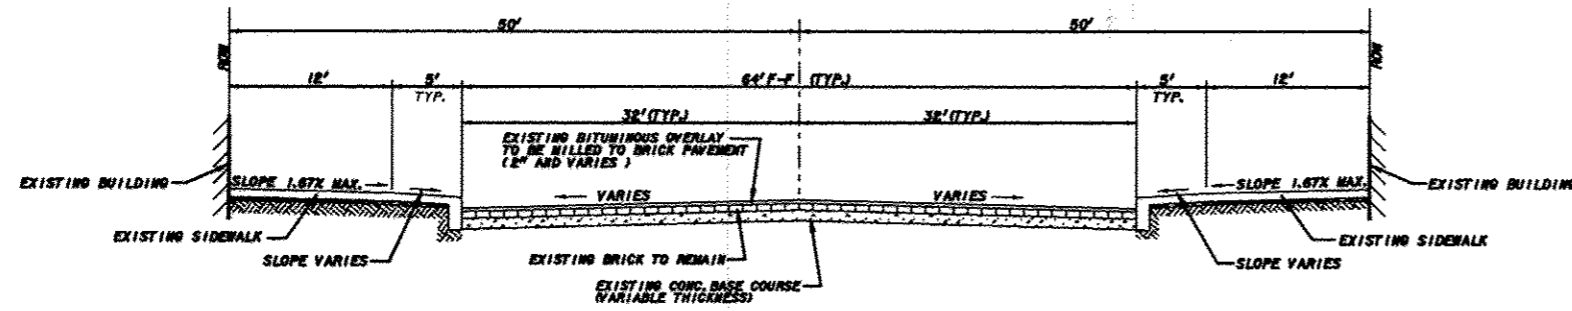 50' 50'
ROW ROW
12' 5' 64' F-F (TYP.) 5' 12'
TYP. TYP.
32' (TYP.) 32' (TYP.)
EXISTING BITUMINOUS OVERLAY
TO BE MILLED TO BRICK PAVEMENT
(2" AND VARIES )
EXISTING BUILDING
SLOPE 1.67% MAX.
VARIES VARIES
SLOPE 1.67% MAX.
EXISTING BUILDING
EXISTING SIDEWALK
SLOPE VARIES
EXISTING BRICK TO REMAIN
EXISTING CONC. BASE COURSE
(VARIABLE THICKNESS)
SLOPE VARIES
EXISTING SIDEWALK